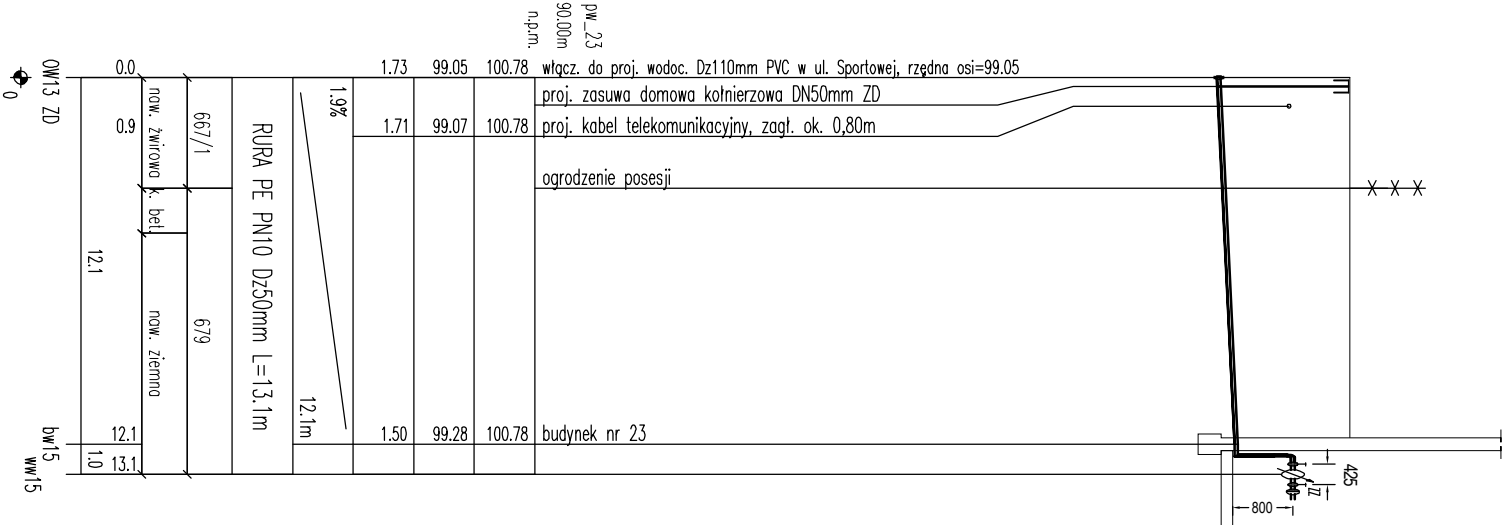 pw_23
90.00m
n.p.m.
OW13 ZD
0
0.0
1.73
99.05
100.78
włącz. do proj. wodoc. Dz110mm PVC w ul. Sportowej, rzędna osi=99.05
proj. zasuwa domowa kołnierzowa DN50mm ZD
0.9
1.71
99.07
100.78
proj. kabel telekomunikacyjny, zagł. ok. 0,80m
ogrodzenie posesji
naw. żwirowa
k. bet.
naw. ziemna
667/1
679
RURA PE PN10 Dz50mm L=13.1m
1.9%
12.1m
12.1
bw15
12.1
1.50
99.28
100.78
budynek nr 23
1.0
13.1
ww15
425
ZZ
800